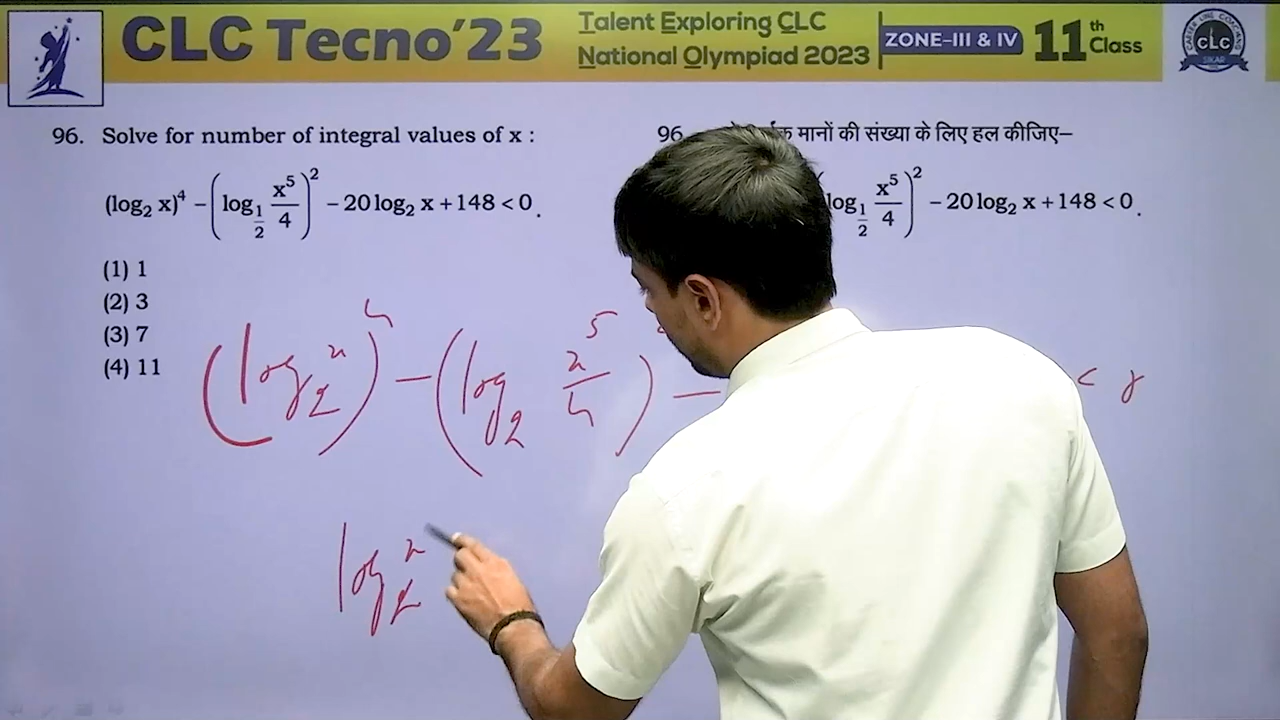 CLC Tecno'23
Talent Exploring CLC
National Olympiad 2023
ZONE-III & IV
11th Class
CLC
SIKAR
96. Solve for number of integral values of x :
(log₂ x)⁴ – (log_{1/2} x⁵/4)² – 20 log₂ x + 148 < 0.
(1) 1
(2) 3
(3) 7
(4) 11
96. मानों की संख्या के लिए हल कीजिए–
log_{1/2} x⁵/4)² – 20 log₂ x + 148 < 0.
(log₂ x)⁴ – (log₂ x⁵/4) – <
log₂ x